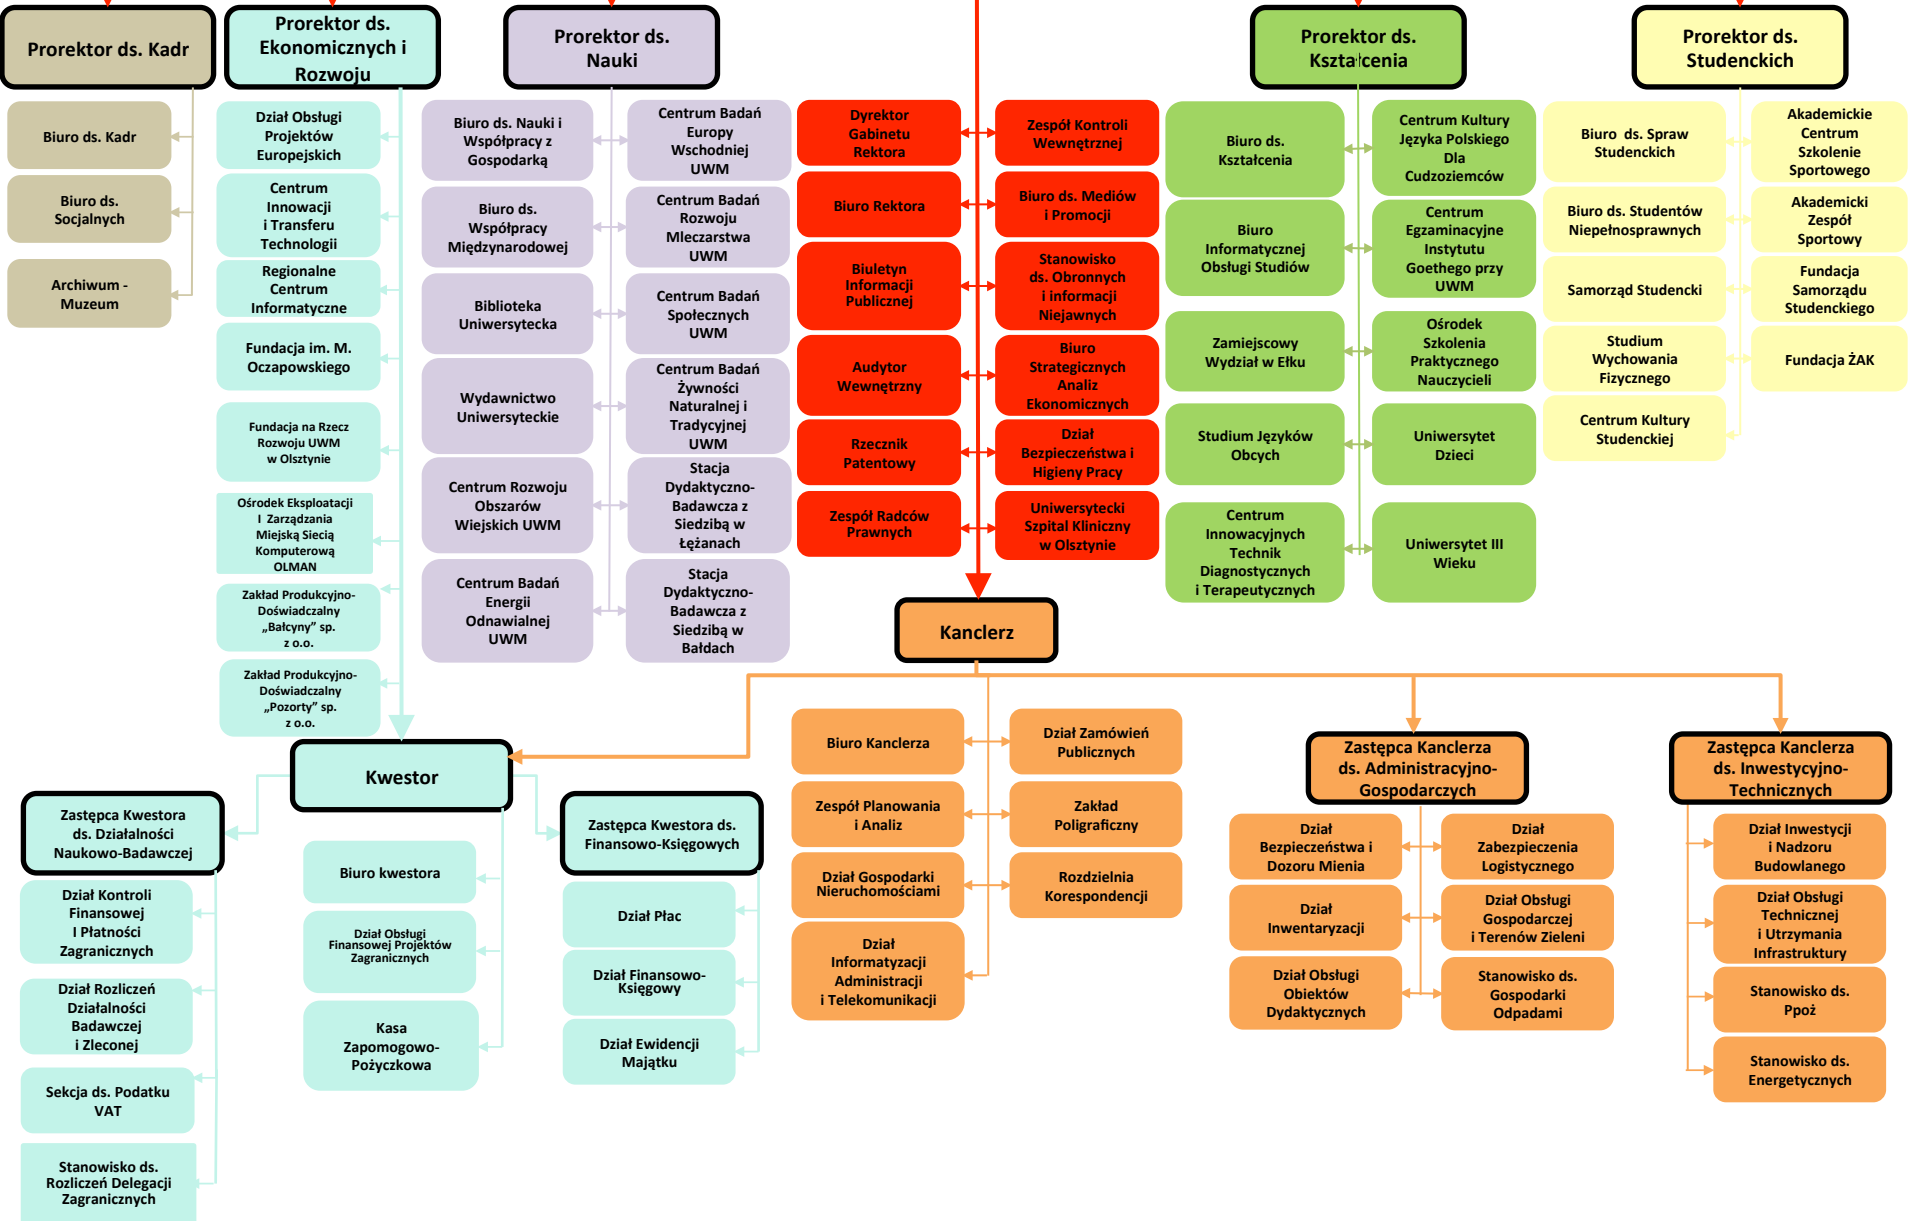 Prorektor ds. Kadr
Biuro ds. Kadr
Biuro ds.
Socjalnych
Archiwum -
Muzeum
Prorektor ds.
Ekonomicznych i
Rozwoju
Dział Obsługi
Projektów
Europejskich
Centrum
Innowacji
i Transferu
Technologii
Regionalne
Centrum
Informatyczne
Fundacja im. M.
Oczapowskiego
Fundacja na Rzecz
Rozwoju UWM
w Olsztynie
Ośrodek Eksploatacji
I Zarządzania
Miejską Siecią
Komputerową
OLMAN
Zakład Produkcyjno-
Doświadczalny
„Bałcyny” sp.
z o.o.
Zakład Produkcyjno-
Doświadczalny
„Pozorty” sp.
z o.o.
Prorektor ds.
Nauki
Biuro ds. Nauki i
Współpracy z
Gospodarką
Centrum Badań
Europy
Wschodniej
UWM
Biuro ds.
Współpracy
Międzynarodowej
Centrum Badań
Rozwoju
Mleczarstwa
UWM
Biblioteka
Uniwersytecka
Centrum Badań
Społecznych
UWM
Wydawnictwo
Uniwersyteckie
Centrum Badań
Żywności
Naturalnej i
Tradycyjnej
UWM
Centrum Rozwoju
Obszarów
Wiejskich UWM
Stacja
Dydaktyczno-
Badawcza z
Siedzibą w
Łężanach
Centrum Badań
Energii
Odnawialnej
UWM
Stacja
Dydaktyczno-
Badawcza z
Siedzibą w
Bałdach
Dyrektor
Gabinetu
Rektora
Zespół Kontroli
Wewnętrznej
Biuro Rektora
Biuro ds. Mediów
i Promocji
Biuletyn
Informacji
Publicznej
Stanowisko
ds. Obronnych
i informacji
Niejawnych
Audytor
Wewnętrzny
Biuro
Strategicznych
Analiz
Ekonomicznych
Rzecznik
Patentowy
Dział
Bezpieczeństwa i
Higieny Pracy
Zespół Radców
Prawnych
Uniwersytecki
Szpital Kliniczny
w Olsztynie
Prorektor ds.
Kształcenia
Biuro ds.
Kształcenia
Centrum Kultury
Języka Polskiego
Dla
Cudzoziemców
Biuro
Informatycznej
Obsługi Studiów
Centrum
Egzaminacyjne
Instytutu
Goethego przy
UWM
Zamiejscowy
Wydział w Ełku
Ośrodek
Szkolenia
Praktycznego
Nauczycieli
Studium Języków
Obcych
Uniwersytet
Dzieci
Centrum
Innowacyjnych
Technik
Diagnostycznych
i Terapeutycznych
Uniwersytet III
Wieku
Prorektor ds.
Studenckich
Biuro ds. Spraw
Studenckich
Akademickie
Centrum
Szkolenie
Sportowego
Biuro ds. Studentów
Niepełnosprawnych
Akademicki
Zespół
Sportowy
Samorząd Studencki
Fundacja
Samorządu
Studenckiego
Studium
Wychowania
Fizycznego
Fundacja ŻAK
Centrum Kultury
Studenckiej
Kanclerz
Kwestor
Zastępca Kwestora
ds. Działalności
Naukowo-Badawczej
Dział Kontroli
Finansowej
I Płatności
Zagranicznych
Dział Rozliczeń
Działalności
Badawczej
i Zleconej
Sekcja ds. Podatku
VAT
Stanowisko ds.
Rozliczeń Delegacji
Zagranicznych
Biuro kwestora
Dział Obsługi
Finansowej Projektów
Zagranicznych
Kasa
Zapomogowo-
Pożyczkowa
Zastępca Kwestora ds.
Finansowo-Księgowych
Dział Płac
Dział Finansowo-
Księgowy
Dział Ewidencji
Majątku
Biuro Kanclerza
Dział Zamówień
Publicznych
Zespół Planowania
i Analiz
Zakład
Poligraficzny
Dział Gospodarki
Nieruchomościami
Rozdzielnia
Korespondencji
Dział
Informatyzacji
Administracji
i Telekomunikacji
Zastępca Kanclerza
ds. Administracyjno-
Gospodarczych
Dział
Bezpieczeństwa i
Dozoru Mienia
Dział
Zabezpieczenia
Logistycznego
Dział
Inwentaryzacji
Dział Obsługi
Gospodarczej
i Terenów Zieleni
Dział Obsługi
Obiektów
Dydaktycznych
Stanowisko ds.
Gospodarki
Odpadami
Zastępca Kanclerza
ds. Inwestycyjno-
Technicznych
Dział Inwestycji
i Nadzoru
Budowlanego
Dział Obsługi
Technicznej
i Utrzymania
Infrastruktury
Stanowisko ds.
Ppoż
Stanowisko ds.
Energetycznych